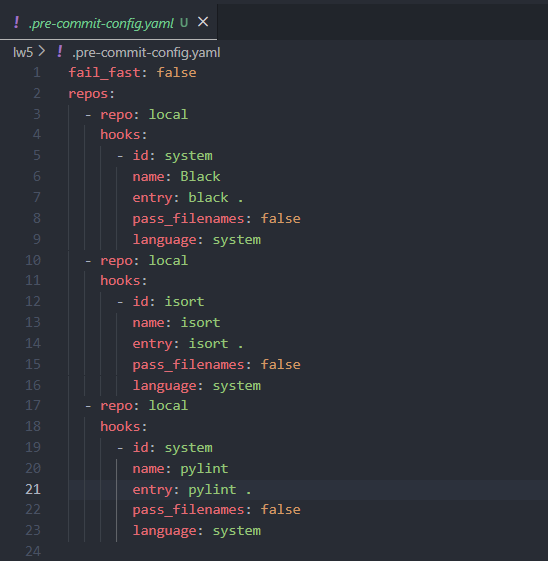 ! .pre-commit-config.yaml U ×
lw5 > ! .pre-commit-config.yaml
1 fail_fast: false
2 repos:
3   - repo: local
4     hooks:
5       - id: system
6         name: Black
7         entry: black .
8         pass_filenames: false
9         language: system
10   - repo: local
11     hooks:
12       - id: isort
13         name: isort
14         entry: isort .
15         pass_filenames: false
16         language: system
17   - repo: local
18     hooks:
19       - id: system
20         name: pylint
21         entry: pylint .
22         pass_filenames: false
23         language: system
24